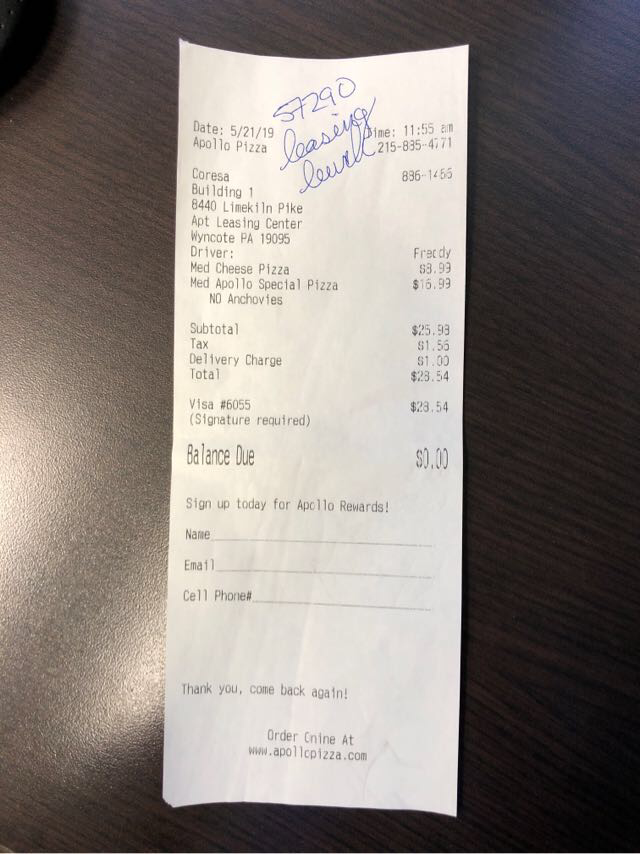 57290
leasing
lunch
Date: 5/21/19 Time: 11:55 am
Apollo Pizza 215-835-4771
Coresa 886-1466
Building 1
8440 Limekiln Pike
Apt Leasing Center
Wyncote PA 19095
Driver: Freddy
Med Cheese Pizza $8.99
Med Apollo Special Pizza $16.99
NO Anchovies
Subtotal $25.98
Tax $1.56
Delivery Charge $1.00
Total $28.54
Visa #6055 $28.54
(Signature required)
Balance Due $0.00
Sign up today for Apollo Rewards!
Name
Email
Cell Phone#
Thank you, come back again!
Order Online At
www.apollopizza.com